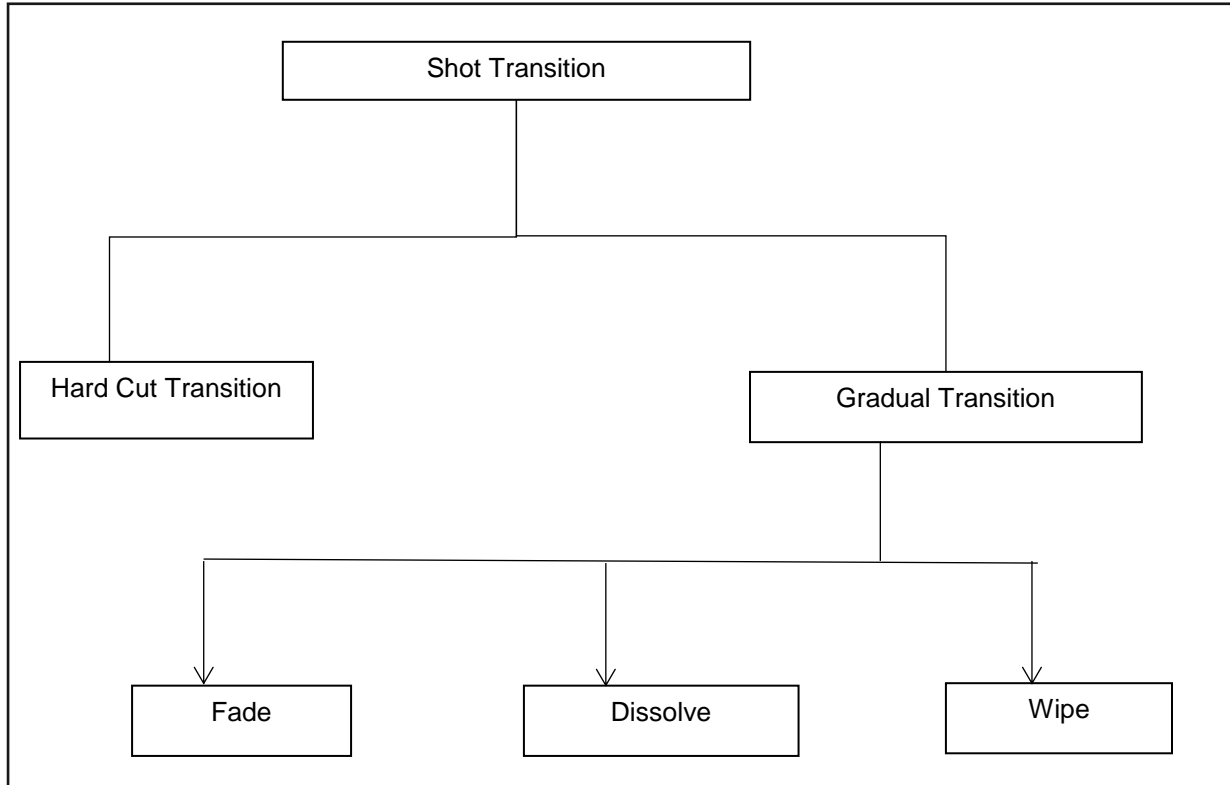 Shot Transition
Hard Cut Transition
Gradual Transition
Fade
Dissolve
Wipe